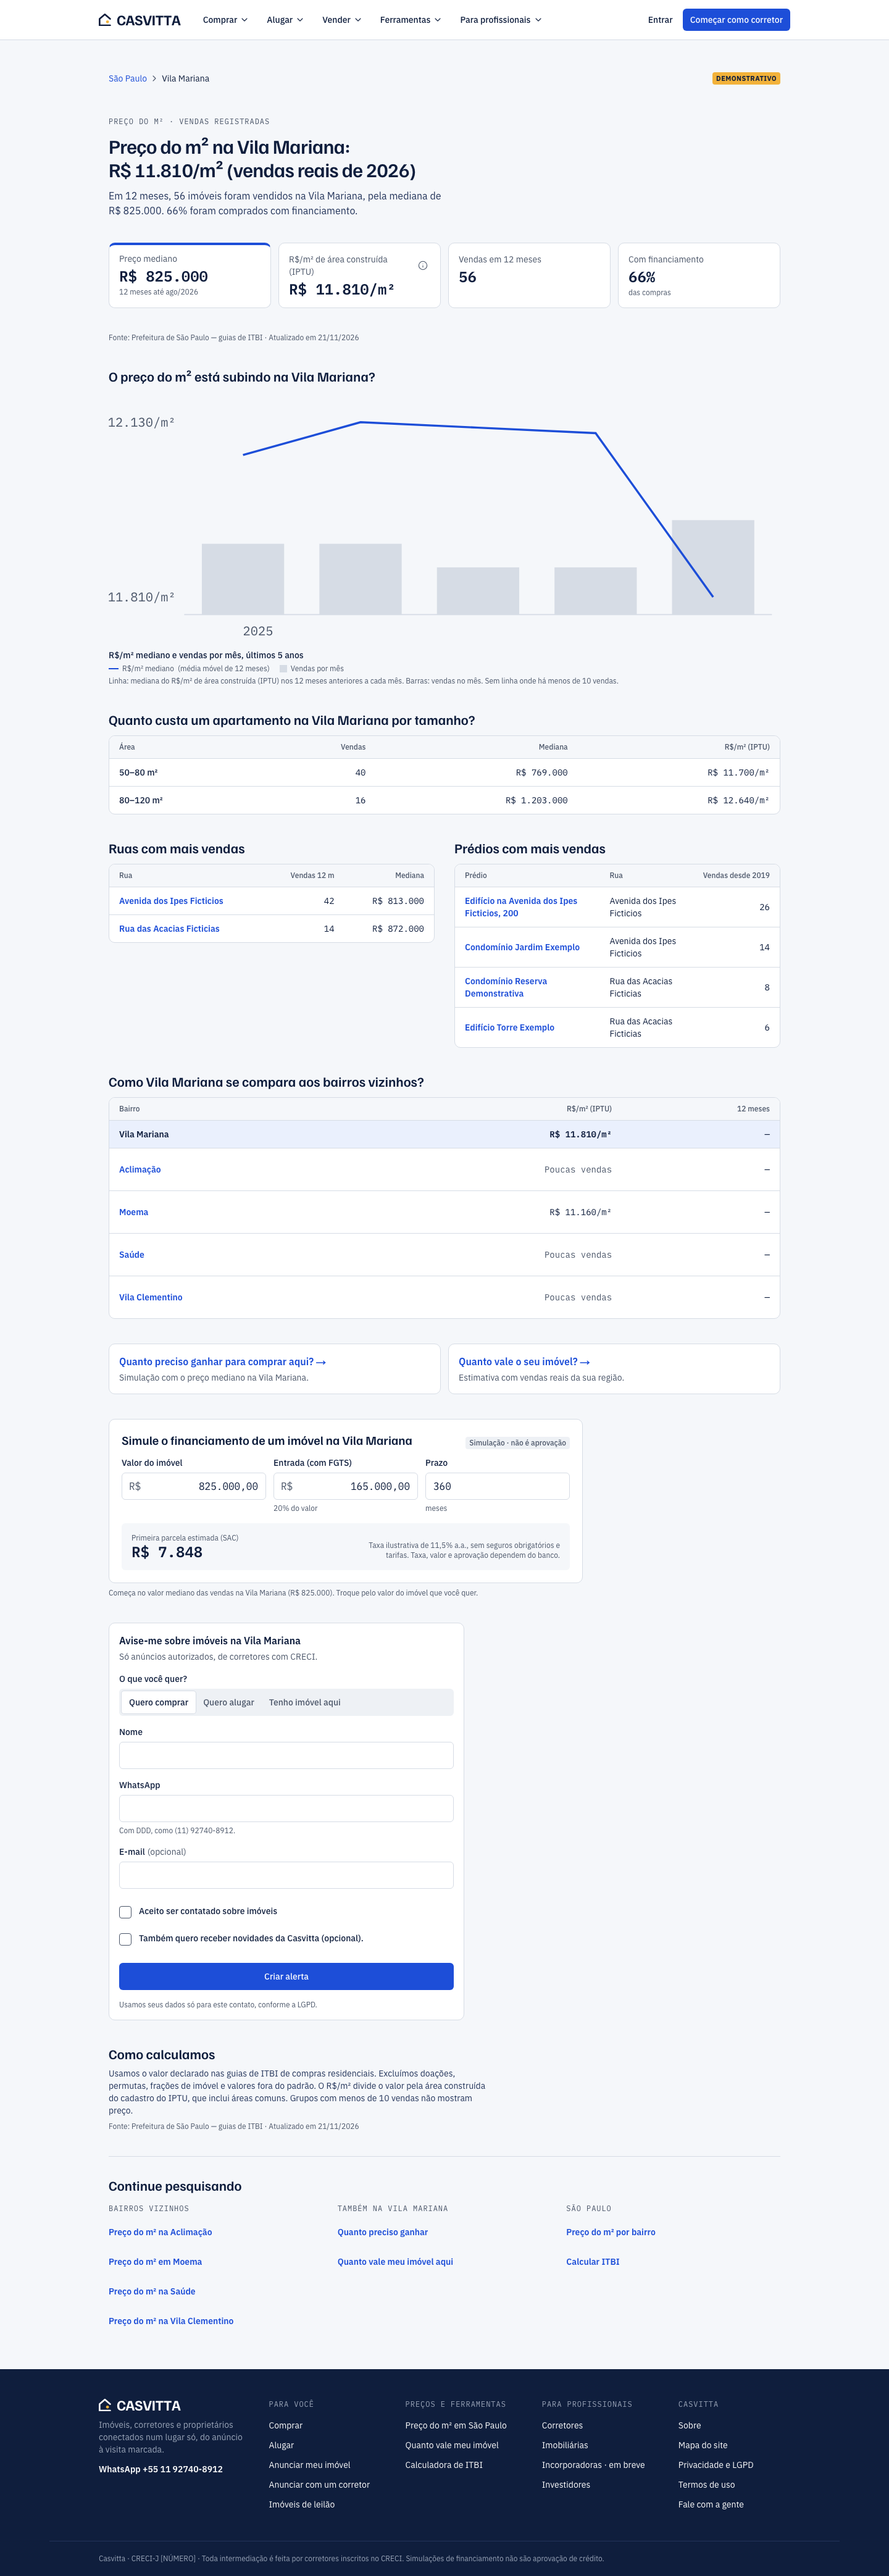 CASVITTA
Comprar
Alugar
Vender
Ferramentas
Para profissionais
Entrar
Começar como corretor
São Paulo > Vila Mariana
DEMONSTRATIVO
PREÇO DO M² · VENDAS REGISTRADAS
Preço do m² na Vila Mariana:
R$ 11.810/m² (vendas reais de 2026)
Em 12 meses, 56 imóveis foram vendidos na Vila Mariana, pela mediana de
R$ 825.000. 66% foram comprados com financiamento.
Preço mediano
R$ 825.000
12 meses até ago/2026
R$/m² de área construída
(IPTU)
R$ 11.810/m²
Vendas em 12 meses
56
Com financiamento
66%
das compras
Fonte: Prefeitura de São Paulo — guias de ITBI · Atualizado em 21/11/2026
O preço do m² está subindo na Vila Mariana?
12.130/m²
11.810/m²
2025
R$/m² mediano e vendas por mês, últimos 5 anos
R$/m² mediano (média móvel de 12 meses) Vendas por mês
Linha: mediana do R$/m² de área construída (IPTU) nos 12 meses anteriores a cada mês. Barras: vendas no mês. Sem linha onde há menos de 10 vendas.
Quanto custa um apartamento na Vila Mariana por tamanho?
Área Vendas Mediana R$/m² (IPTU)
50–80 m² 40 R$ 769.000 R$ 11.700/m²
80–120 m² 16 R$ 1.203.000 R$ 12.640/m²
Ruas com mais vendas
Rua Vendas 12 m Mediana
Avenida dos Ipes Ficticios 42 R$ 813.000
Rua das Acacias Ficticias 14 R$ 872.000
Prédios com mais vendas
Prédio Rua Vendas desde 2019
Edifício na Avenida dos Ipes
Ficticios, 200
Avenida dos Ipes
Ficticios
26
Condomínio Jardim Exemplo
Avenida dos Ipes
Ficticios
14
Condomínio Reserva
Demonstrativa
Rua das Acacias
Ficticias
8
Edifício Torre Exemplo
Rua das Acacias
Ficticias
6
Como Vila Mariana se compara aos bairros vizinhos?
Bairro R$/m² (IPTU) 12 meses
Vila Mariana R$ 11.810/m² —
Aclimação Poucas vendas —
Moema R$ 11.160/m² —
Saúde Poucas vendas —
Vila Clementino Poucas vendas —
Quanto preciso ganhar para comprar aqui? →
Simulação com o preço mediano na Vila Mariana.
Quanto vale o seu imóvel? →
Estimativa com vendas reais da sua região.
Simule o financiamento de um imóvel na Vila Mariana
Simulação · não é aprovação
Valor do imóvel
R$ 825.000,00
Entrada (com FGTS)
R$ 165.000,00
20% do valor
Prazo
360
meses
Primeira parcela estimada (SAC)
R$ 7.848
Taxa ilustrativa de 11,5% a.a., sem seguros obrigatórios e
tarifas. Taxa, valor e aprovação dependem do banco.
Começa no valor mediano das vendas na Vila Mariana (R$ 825.000). Troque pelo valor do imóvel que você quer.
Avise-me sobre imóveis na Vila Mariana
Só anúncios autorizados, de corretores com CRECI.
O que você quer?
Quero comprar Quero alugar Tenho imóvel aqui
Nome
WhatsApp
Com DDD, como (11) 92740-8912.
E-mail (opcional)
Aceito ser contatado sobre imóveis
Também quero receber novidades da Casvitta (opcional).
Criar alerta
Usamos seus dados só para este contato, conforme a LGPD.
Como calculamos
Usamos o valor declarado nas guias de ITBI de compras residenciais. Excluímos doações,
permutas, frações de imóvel e valores fora do padrão. O R$/m² divide o valor pela área construída
do cadastro do IPTU, que inclui áreas comuns. Grupos com menos de 10 vendas não mostram
preço.
Fonte: Prefeitura de São Paulo — guias de ITBI · Atualizado em 21/11/2026
Continue pesquisando
BAIRROS VIZINHOS
Preço do m² na Aclimação
Preço do m² em Moema
Preço do m² na Saúde
Preço do m² na Vila Clementino
TAMBÉM NA VILA MARIANA
Quanto preciso ganhar
Quanto vale meu imóvel aqui
SÃO PAULO
Preço do m² por bairro
Calcular ITBI
CASVITTA
Imóveis, corretores e proprietários
conectados num lugar só, do anúncio
à visita marcada.
WhatsApp +55 11 92740-8912
PARA VOCÊ
Comprar
Alugar
Anunciar meu imóvel
Anunciar com um corretor
Imóveis de leilão
PREÇOS E FERRAMENTAS
Preço do m² em São Paulo
Quanto vale meu imóvel
Calculadora de ITBI
PARA PROFISSIONAIS
Corretores
Imobiliárias
Incorporadoras · em breve
Investidores
CASVITTA
Sobre
Mapa do site
Privacidade e LGPD
Termos de uso
Fale com a gente
Casvitta · CRECI-J [NÚMERO] · Toda intermediação é feita por corretores inscritos no CRECI. Simulações de financiamento não são aprovação de crédito.